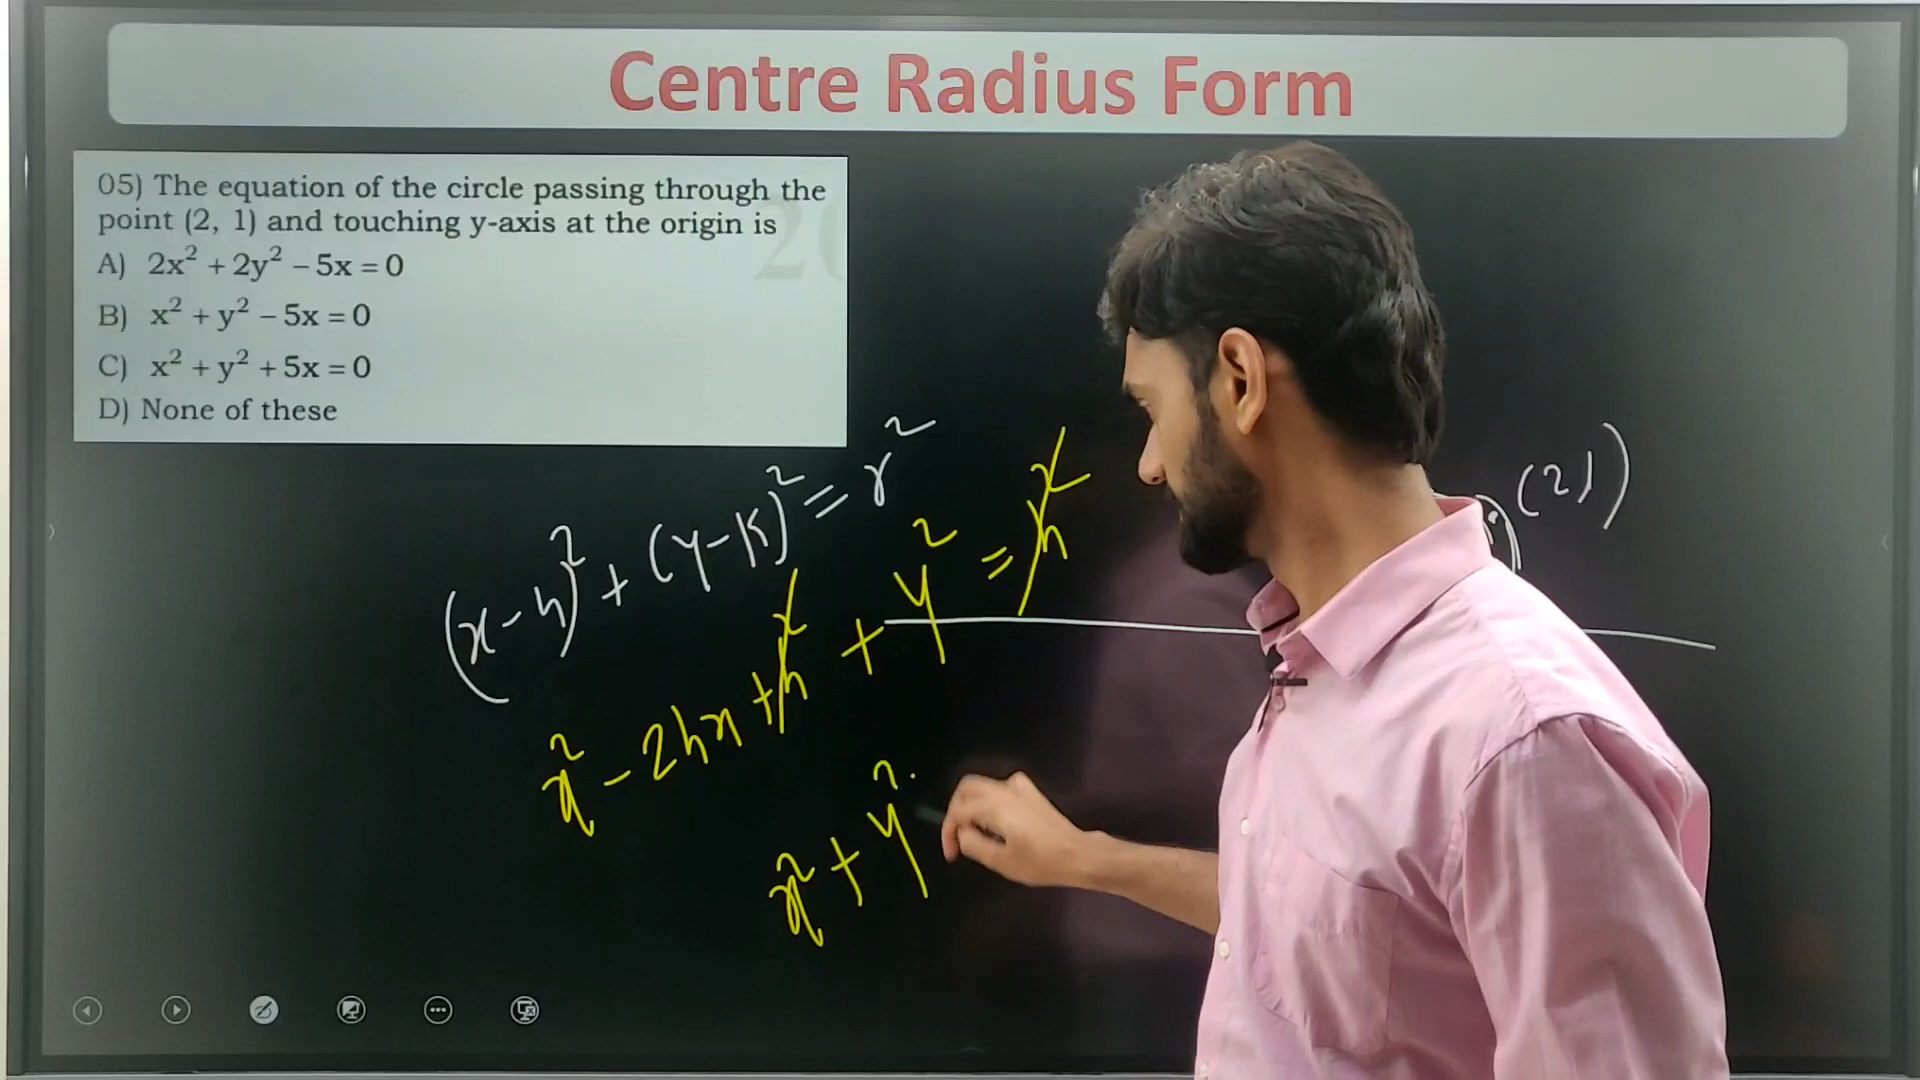 Centre Radius Form
05) The equation of the circle passing through the
point (2, 1) and touching y-axis at the origin is
A) 2x² + 2y² – 5x = 0
B) x² + y² – 5x = 0
C) x² + y² + 5x = 0
D) None of these
(x-h)² + (y-k)² = r²
(21)
x² - 2hx + h² + y² = h²
x² + y²